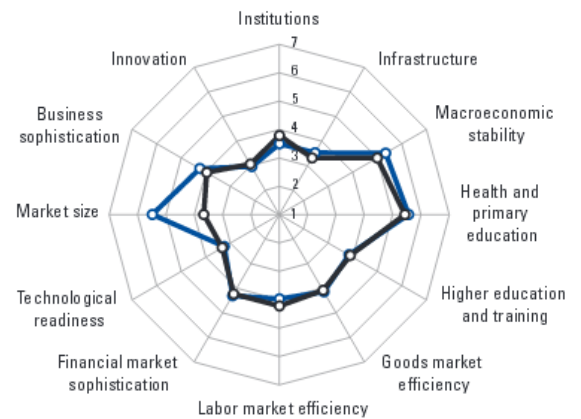 Institutions
7
6
5
4
3
2
1
Infrastructure
Macroeconomic
stability
Health and
primary
education
Higher education
and training
Goods market
efficiency
Labor market efficiency
Financial market
sophistication
Technological
readiness
Market size
Business
sophistication
Innovation